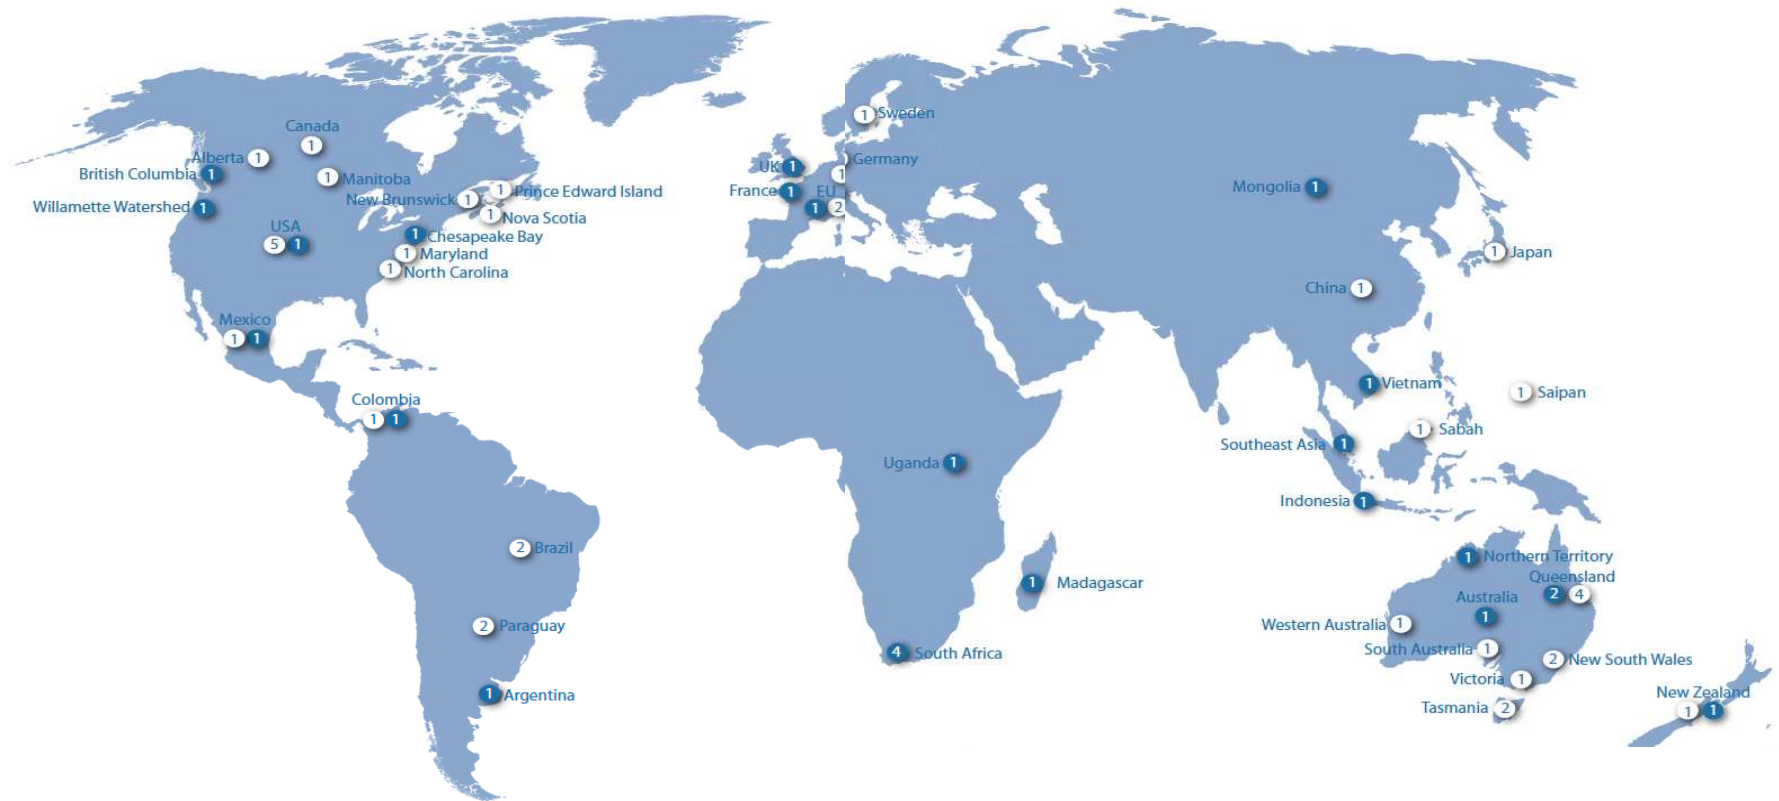 Canada
1
Alberta 1
British Columbia 1
1 Manitoba
Willamette Watershed 1
New Brunswick 1
1 Prince Edward Island
1 Nova Scotia
USA
5 1
1 Chesapeake Bay
1 Maryland
1 North Carolina
Mexico
1 1
Colombia
1 1
2 Brazil
2 Paraguay
1 Argentina
1 Sweden
UK 1
Germany
1
France 1
EU
1 2
Uganda 1
1 Madagascar
4 South Africa
Mongolia 1
1 Japan
China 1
1 Vietnam
1 Saipan
1 Sabah
Southeast Asia 1
Indonesia 1
1 Northern Territory
Queensland
2 4
Australia
1
Western Australia 1
South Australia 1
2 New South Wales
Victoria 1
Tasmania 2
New Zealand
1 1